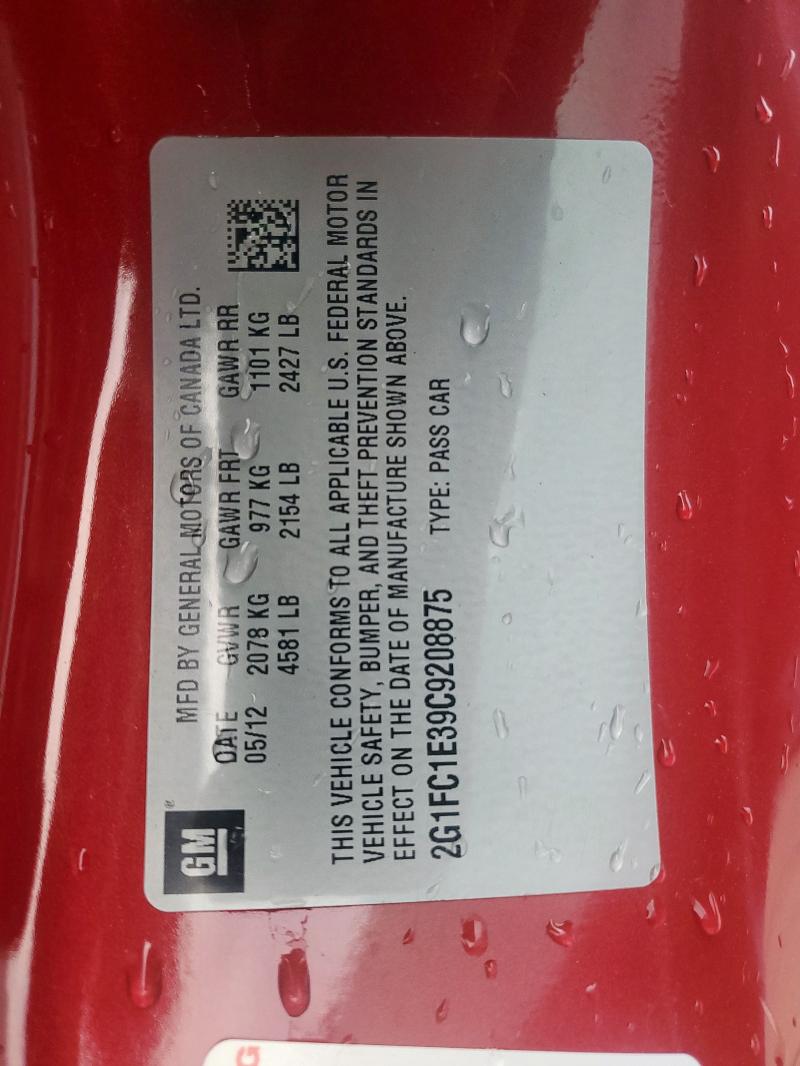 GM®
MFD BY GENERAL MOTORS OF CANADA LTD.
DATE GVWR GAWR FRT GAWR RR
05/12 2078 KG 977 KG 1101 KG
4581 LB 2154 LB 2427 LB
THIS VEHICLE CONFORMS TO ALL APPLICABLE U.S. FEDERAL MOTOR
VEHICLE SAFETY, BUMPER, AND THEFT PREVENTION STANDARDS IN
EFFECT ON THE DATE OF MANUFACTURE SHOWN ABOVE.
2G1FC1E39C9208875 TYPE: PASS CAR
G